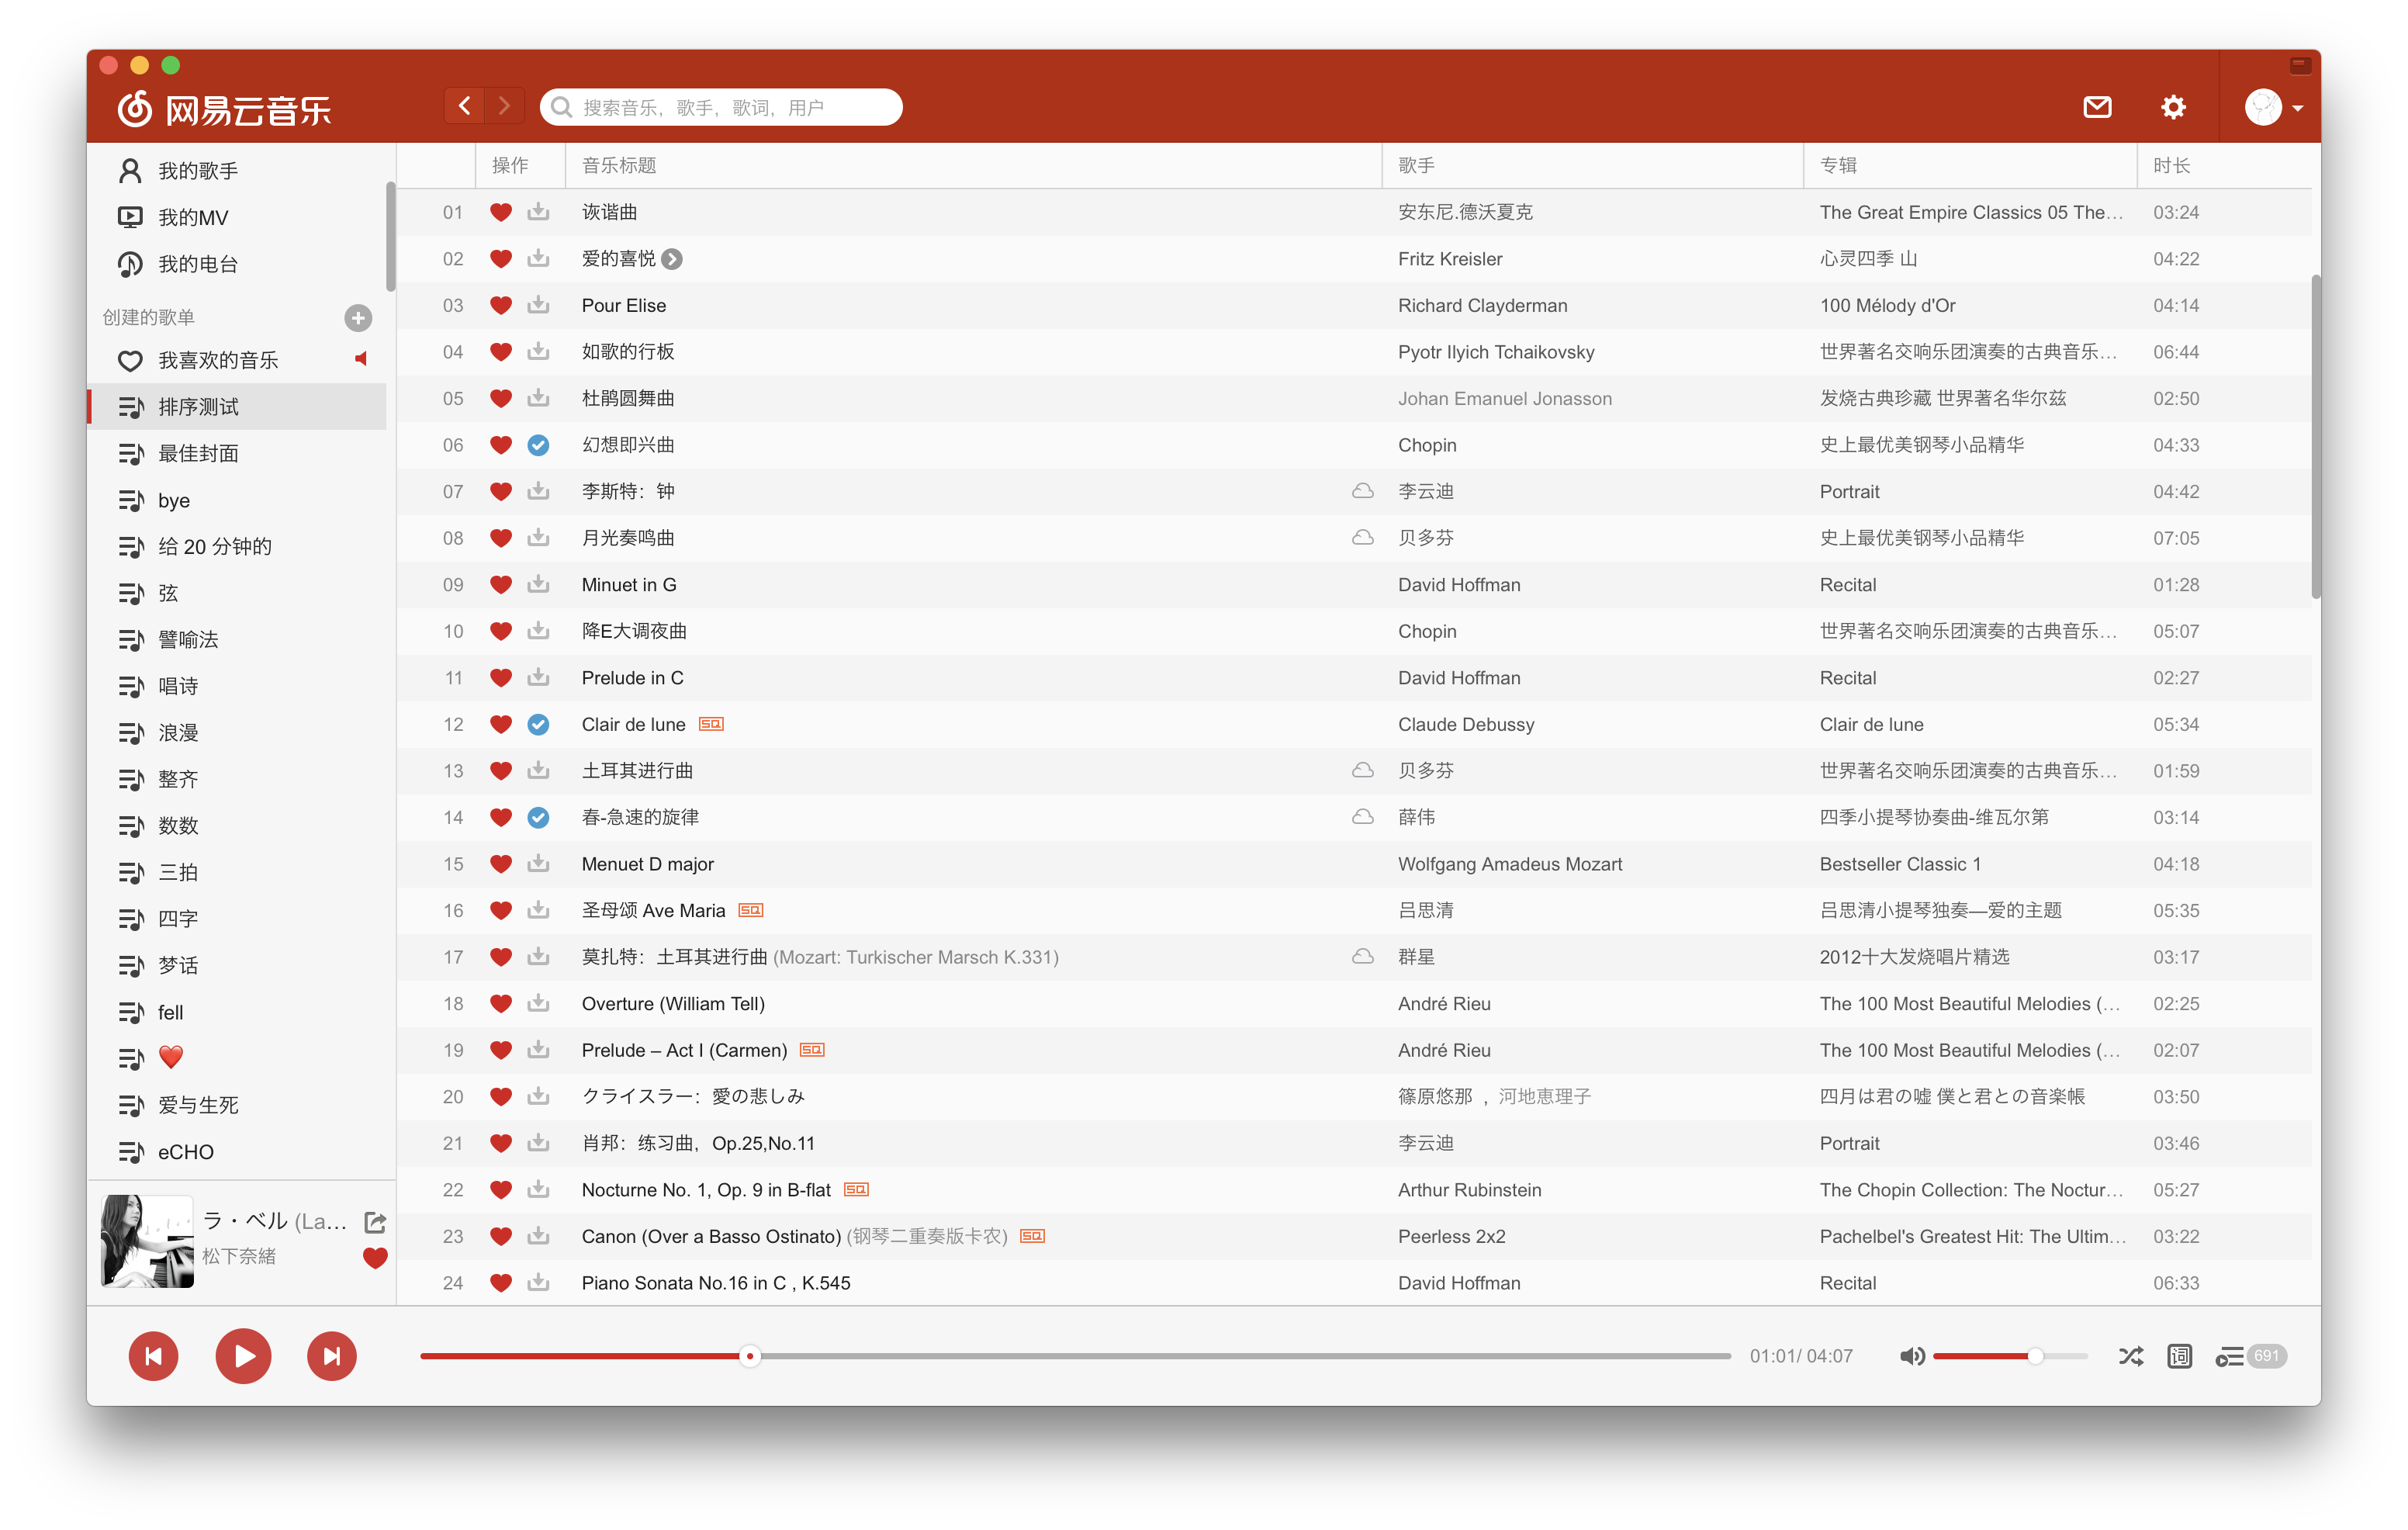 网易云音乐
搜索音乐，歌手，歌词，用户
我的歌手
我的MV
我的电台
创建的歌单
我喜欢的音乐
排序测试
最佳封面
bye
给 20 分钟的
弦
譬喻法
唱诗
浪漫
整齐
数数
三拍
四字
梦话
fell
❤️
爱与生死
eCHO
操作 音乐标题 歌手 专辑 时长
01 诙谐曲 安东尼.德沃夏克 The Great Empire Classics 05 The… 03:24
02 爱的喜悦 Fritz Kreisler 心灵四季 山 04:22
03 Pour Elise Richard Clayderman 100 Mélody d'Or 04:14
04 如歌的行板 Pyotr Ilyich Tchaikovsky 世界著名交响乐团演奏的古典音乐… 06:44
05 杜鹃圆舞曲 Johan Emanuel Jonasson 发烧古典珍藏 世界著名华尔兹 02:50
06 幻想即兴曲 Chopin 史上最优美钢琴小品精华 04:33
07 李斯特：钟 李云迪 Portrait 04:42
08 月光奏鸣曲 贝多芬 史上最优美钢琴小品精华 07:05
09 Minuet in G David Hoffman Recital 01:28
10 降E大调夜曲 Chopin 世界著名交响乐团演奏的古典音乐… 05:07
11 Prelude in C David Hoffman Recital 02:27
12 Clair de lune SQ Claude Debussy Clair de lune 05:34
13 土耳其进行曲 贝多芬 世界著名交响乐团演奏的古典音乐… 01:59
14 春-急速的旋律 薛伟 四季小提琴协奏曲-维瓦尔第 03:14
15 Menuet D major Wolfgang Amadeus Mozart Bestseller Classic 1 04:18
16 圣母颂 Ave Maria SQ 吕思清 吕思清小提琴独奏—爱的主题 05:35
17 莫扎特：土耳其进行曲 (Mozart: Turkischer Marsch K.331) 群星 2012十大发烧唱片精选 03:17
18 Overture (William Tell) André Rieu The 100 Most Beautiful Melodies (… 02:25
19 Prelude – Act I (Carmen) SQ André Rieu The 100 Most Beautiful Melodies (… 02:07
20 クライスラー：愛の悲しみ 篠原悠那 ，河地恵理子 四月は君の嘘 僕と君との音楽帳 03:50
21 肖邦：练习曲，Op.25,No.11 李云迪 Portrait 03:46
22 Nocturne No. 1, Op. 9 in B-flat SQ Arthur Rubinstein The Chopin Collection: The Noctur… 05:27
23 Canon (Over a Basso Ostinato) (钢琴二重奏版卡农) SQ Peerless 2x2 Pachelbel's Greatest Hit: The Ultim… 03:22
24 Piano Sonata No.16 in C , K.545 David Hoffman Recital 06:33
ラ・ベル (La…
松下奈緒
01:01/ 04:07
词
691